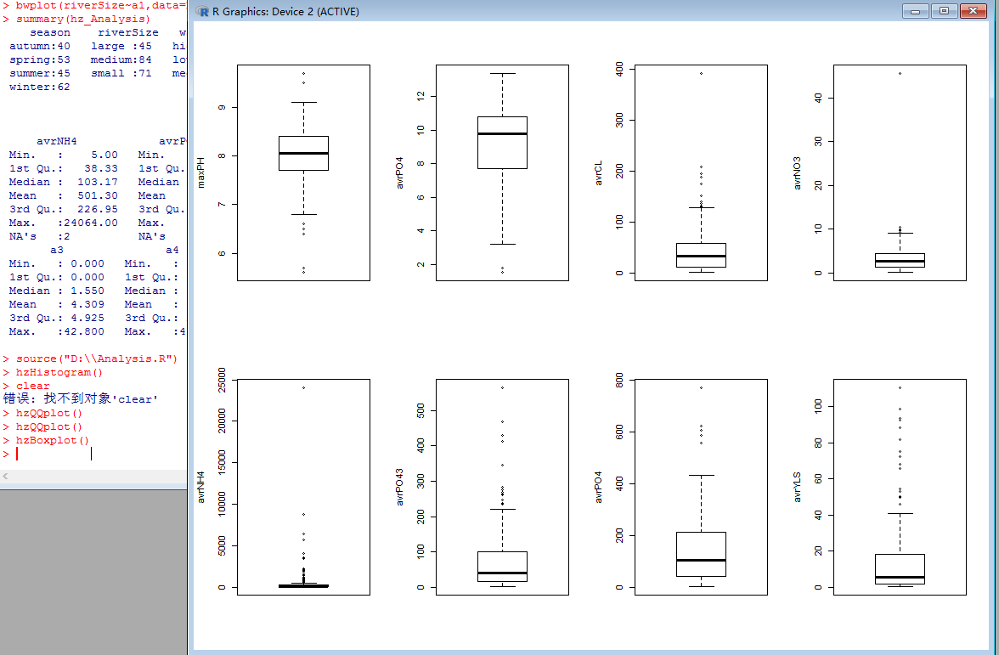 > bwplot(riverSize~a1,data=
> summary(hz_Analysis)
season riverSize w
autumn:40 large :45 hi
spring:53 medium:84 lo
summer:45 small :71 me
winter:62
avrNH4 avrP
Min. : 5.00 Min.
1st Qu.: 38.33 1st Qu.
Median : 103.17 Median
Mean : 501.30 Mean
3rd Qu.: 226.95 3rd Qu.
Max. :24064.00 Max.
NA's :2 NA's
a3 a4
Min. : 0.000 Min. :
1st Qu.: 0.000 1st Qu.:
Median : 1.550 Median :
Mean : 4.309 Mean :
3rd Qu.: 4.925 3rd Qu.:
Max. :42.800 Max. :4
> source("D:\\Analysis.R")
> hzHistogram()
> clear
错误: 找不到对象'clear'
> hzQQplot()
> hzQQplot()
> hzBoxplot()
>
R Graphics: Device 2 (ACTIVE)
maxPH
6 7 8 9
avrPO4
2 4 6 8 10 12
avrCL
0 100 200 300 400
avrNO3
0 10 20 30 40
avrNH4
0 5000 10000 15000 20000 25000
avrPO43
0 100 200 300 400 500
avrPO4
0 200 400 600 800
avrYLS
0 20 40 60 80 100